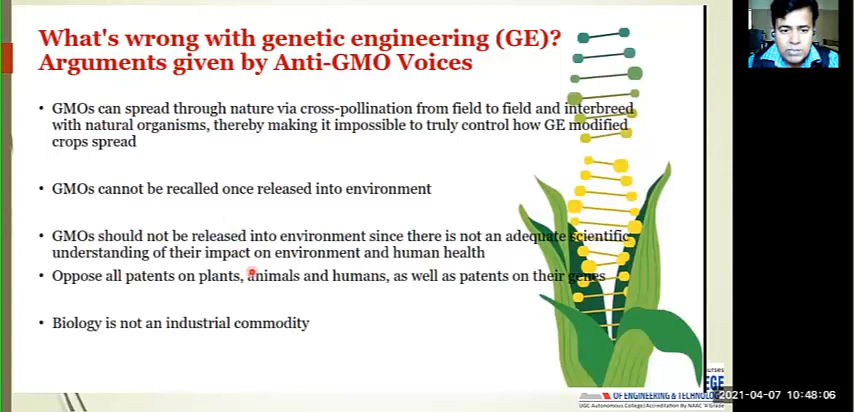 What's wrong with genetic engineering (GE)?
Arguments given by Anti-GMO Voices
• GMOs can spread through nature via cross-pollination from field to field and interbreed
with natural organisms, thereby making it impossible to truly control how GE modified
crops spread
• GMOs cannot be recalled once released into environment
• GMOs should not be released into environment since there is not an adequate scientific
understanding of their impact on environment and human health
• Oppose all patents on plants, animals and humans, as well as patents on their genes
• Biology is not an industrial commodity
urses
EGE
OF ENGINEERING & TECHNOLOG
UGC Autonomous College|Accreditation By NAAC
2021-04-07 10:48:06